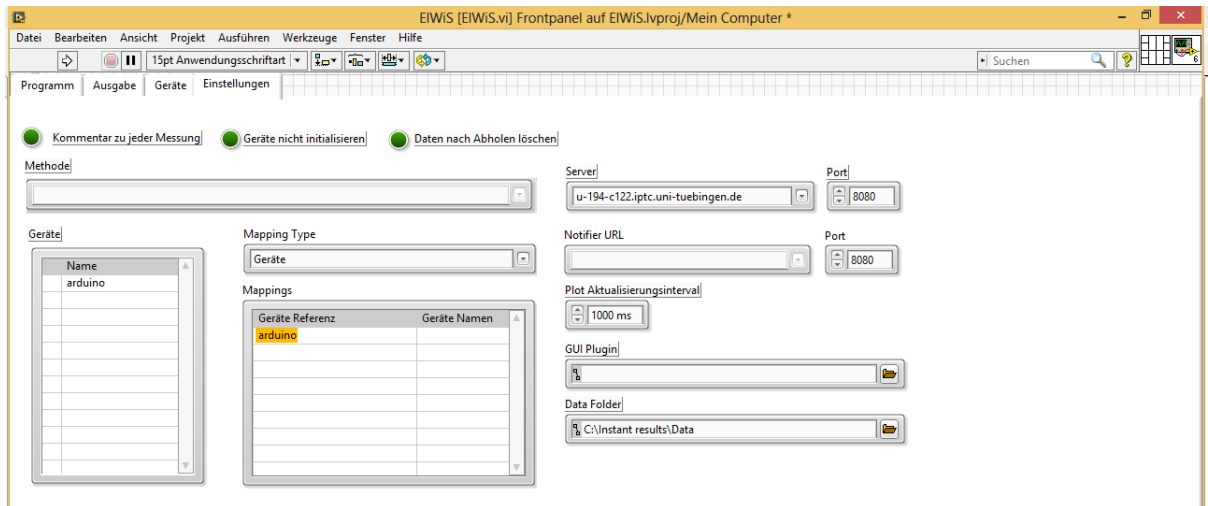 ElWiS [ElWiS.vi] Frontpanel auf ElWiS.lvproj/Mein Computer *
Datei Bearbeiten Ansicht Projekt Ausführen Werkzeuge Fenster Hilfe
15pt Anwendungsschriftart Suchen ? 6
Programm Ausgabe Geräte Einstellungen
Kommentar zu jeder Messung Geräte nicht initialisieren Daten nach Abholen löschen
Methode
Server Port
u-194-c122.iptc.uni-tuebingen.de 8080
Geräte Mapping Type Notifier URL Port
Name
arduino
Geräte
8080
Mappings
Geräte Referenz Geräte Namen
arduino
Plot Aktualisierungsinterval
1000 ms
GUI Plugin
Data Folder
C:\Instant results\Data